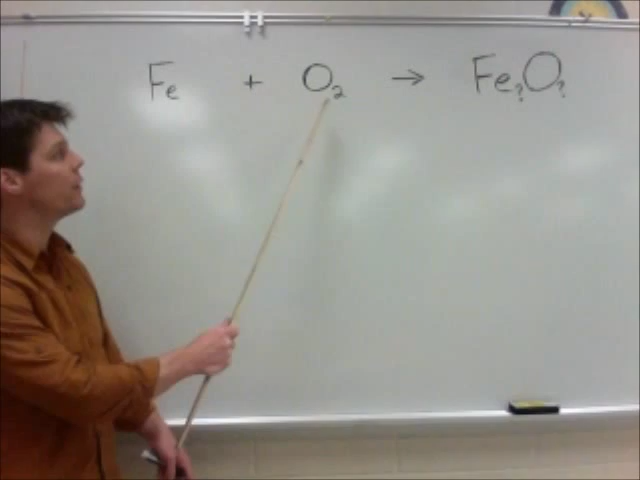 Fe + O₂ → Fe?O?